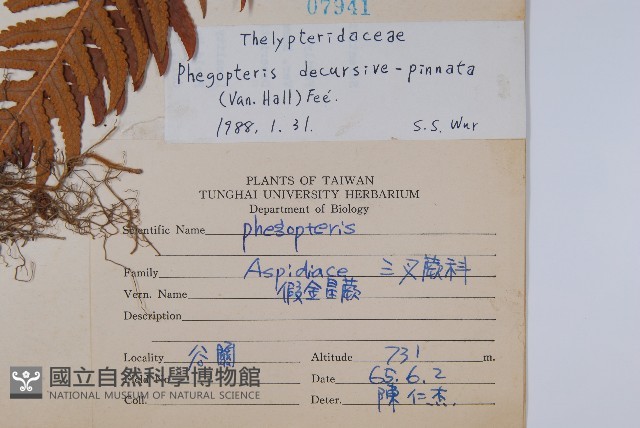 07941
Thelypteridaceae
Phegopteris decursive-pinnata
(Van. Hall) Feé.
1988. 1. 31. S.S. Wur
PLANTS OF TAIWAN
TUNGHAI UNIVERSITY HERBARIUM
Department of Biology
Scientific Name phegopteris
Family Aspidiace 三叉蕨科
Vern. Name 假金星蕨
Description
Locality 谷關 Altitude 731 m.
國立自然科學博物館
NATIONAL MUSEUM OF NATURAL SCIENCE
Date 65.6.2
Coll. Deter. 陳仁杰.